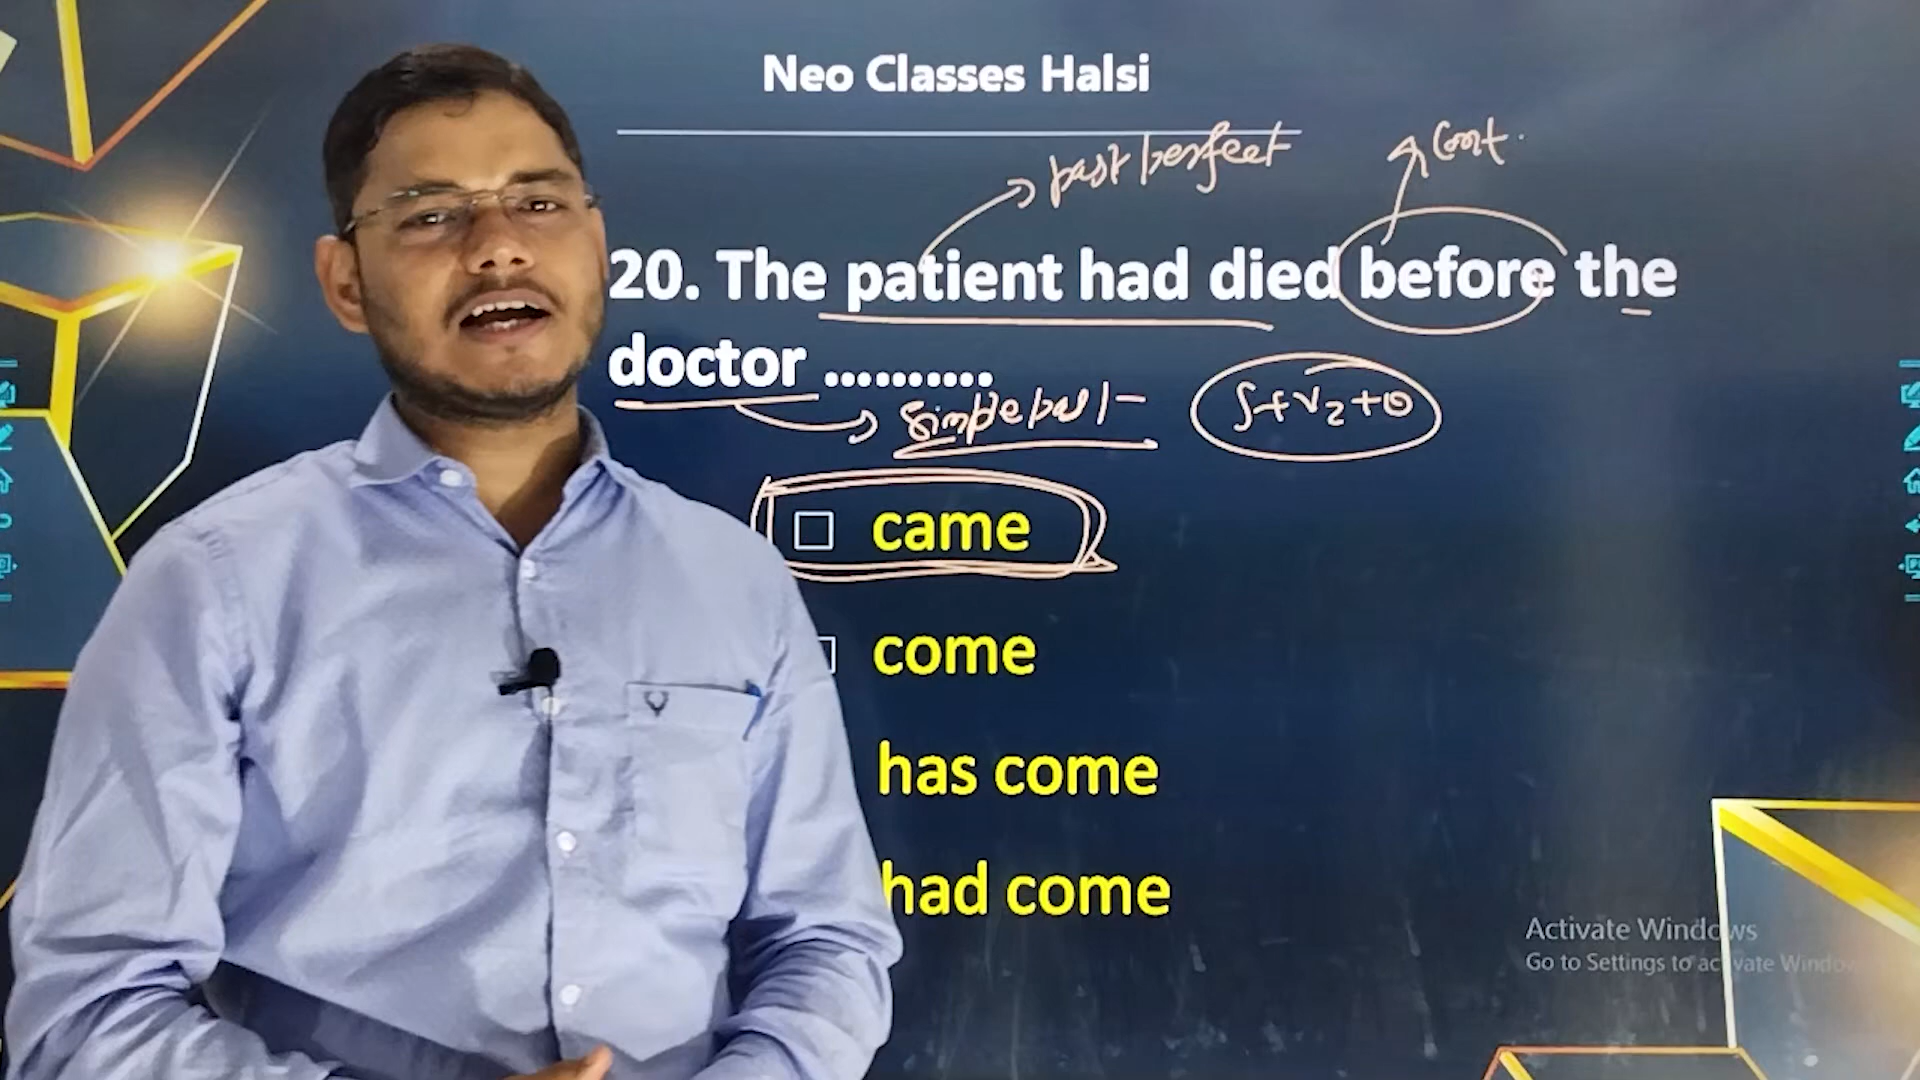 Neo Classes Halsi
past perfect
Cont.
20. The patient had died before the
doctor ..........
Simple past
S+V2+O
came
come
has come
had come
Activate Windows
Go to Settings to activate Windows